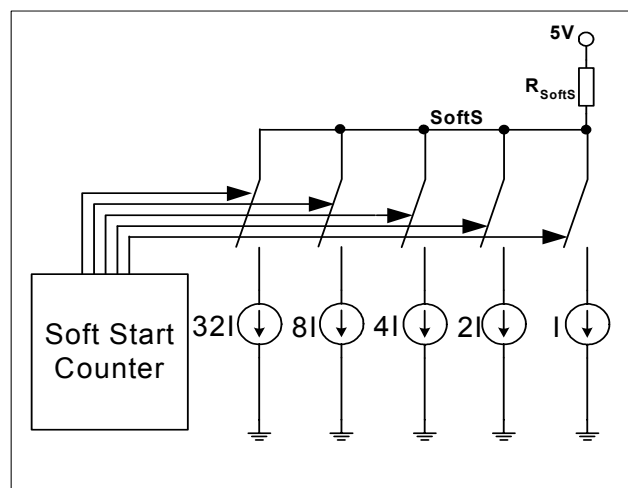 5V
RSoftS
SoftS
Soft Start
Counter
32I
8I
4I
2I
I